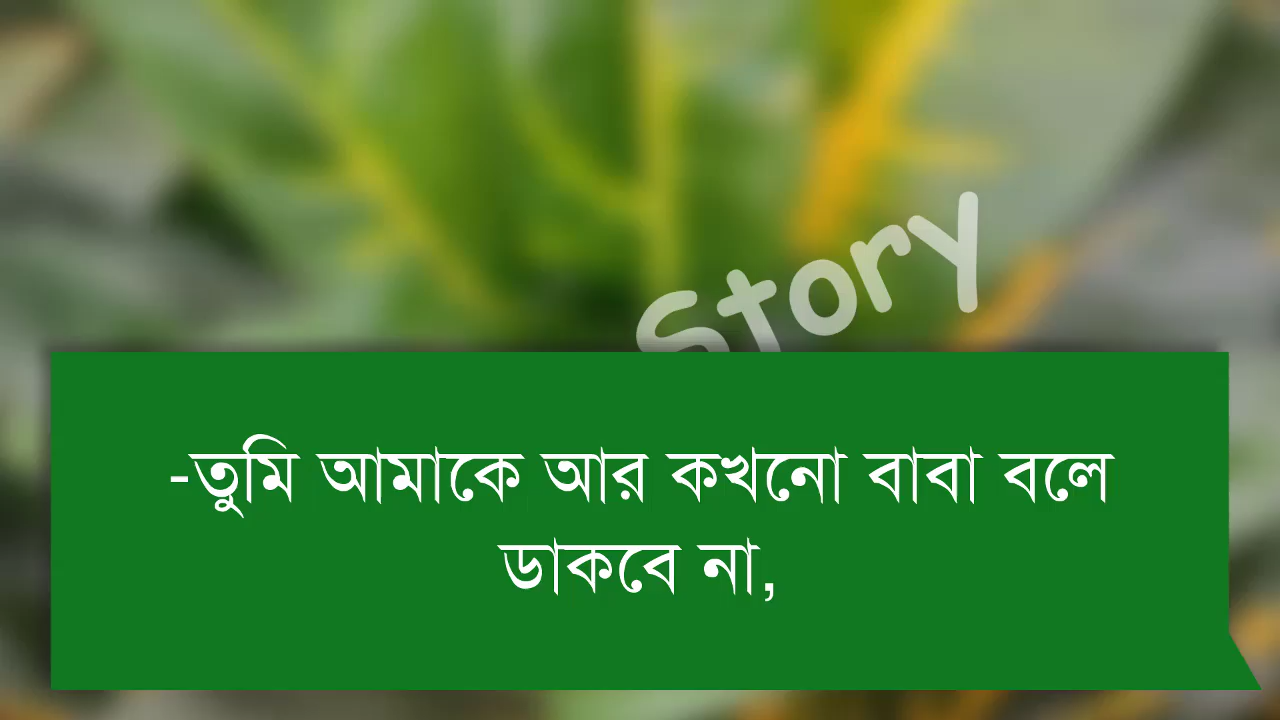 Story
-তুমি আমাকে আর কখনো বাবা বলে
ডাকবে না,